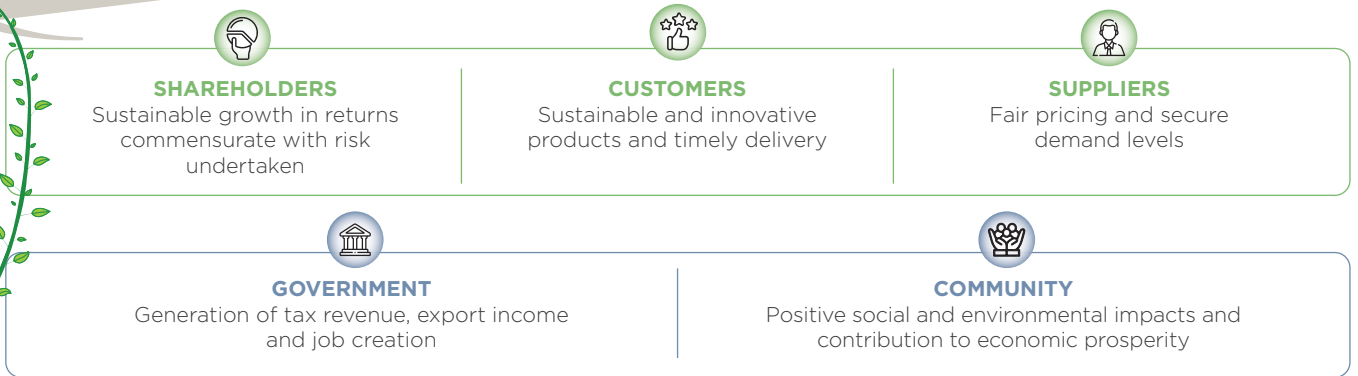 SHAREHOLDERS
Sustainable growth in returns
commensurate with risk
undertaken
CUSTOMERS
Sustainable and innovative
products and timely delivery
SUPPLIERS
Fair pricing and secure
demand levels
GOVERNMENT
Generation of tax revenue, export income
and job creation
COMMUNITY
Positive social and environmental impacts and
contribution to economic prosperity